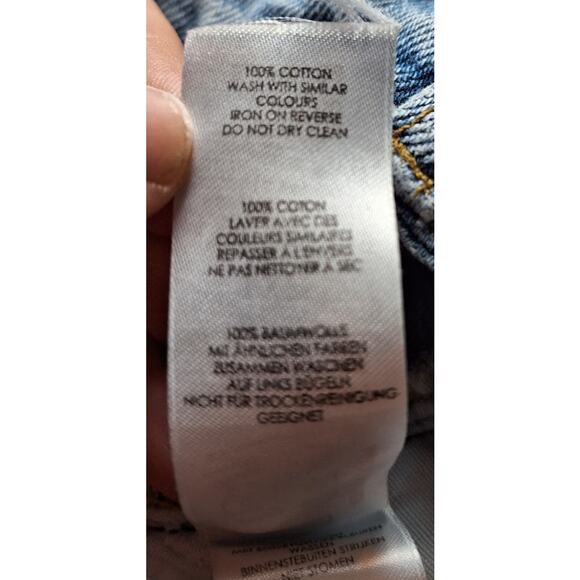 100% COTTON
WASH WITH SIMILAR
COLOURS
IRON ON REVERSE
DO NOT DRY CLEAN
100% COTON
LAVER AVEC DES
COULEURS SIMILAIRES
REPASSER A L'ENVERS
NE PAS NETTOYER A SEC
100% BAUMWOLLE
MIT ÄHNLICHEN FARBEN
ZUSAMMEN WASCHEN
AUF LINKS BÜGELN
NICHT FÜR TROCKENREINIGUNG
GEEIGNET
WASSEN
BINNENSTEBUITEN STRIJKEN
STOMEN